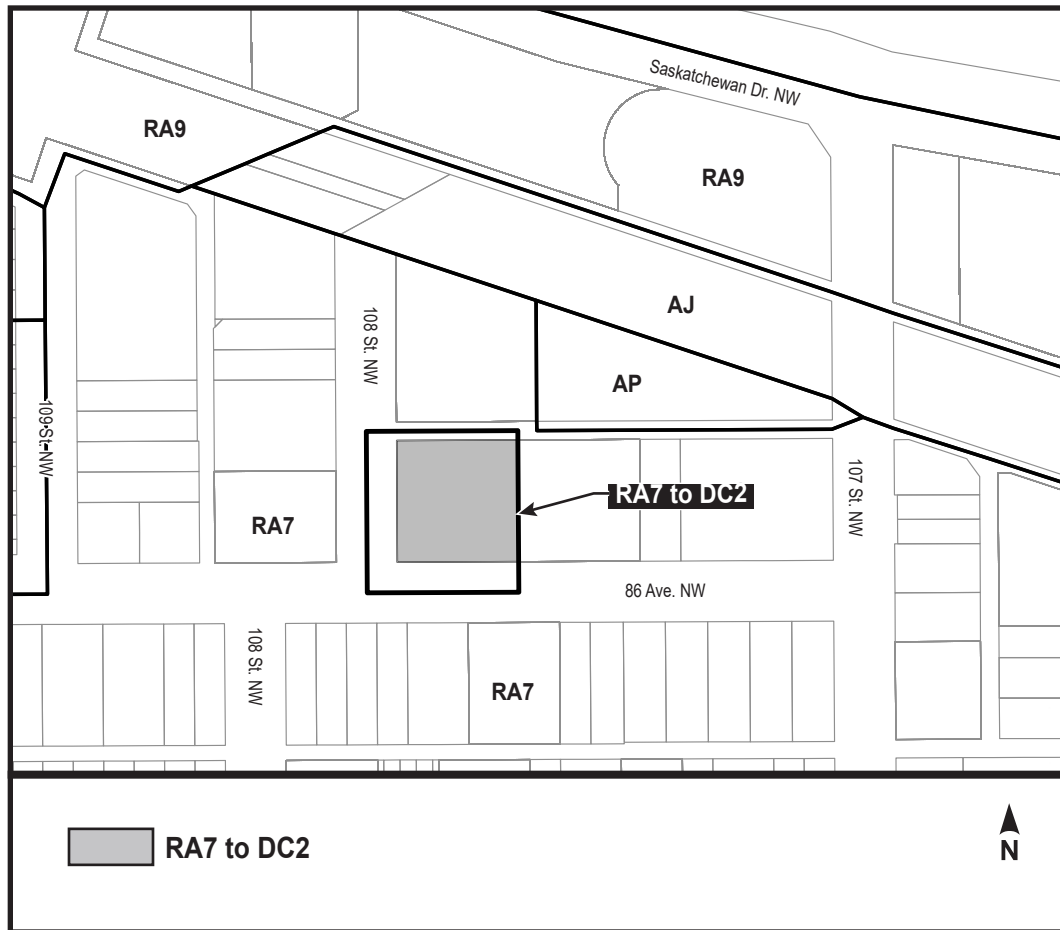 Saskatchewan Dr. NW
RA9
RA9
108 St. NW
AJ
AP
109 St. NW
107 St. NW
RA7 to DC2
RA7
86 Ave. NW
108 St. NW
RA7
RA7 to DC2
N